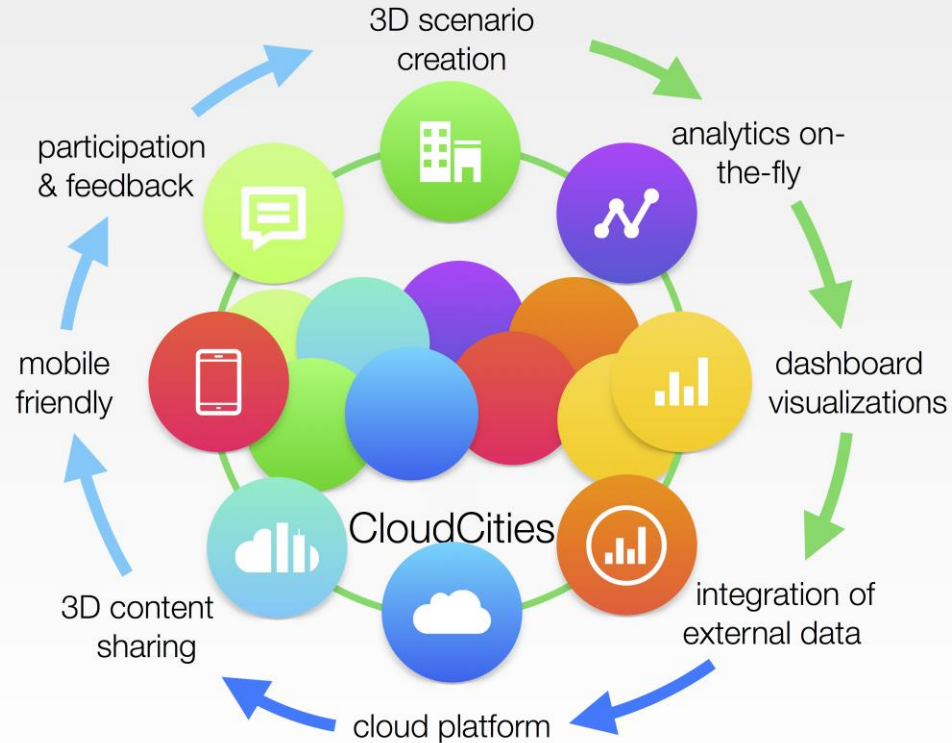 3D scenario
creation
analytics on-
the-fly
dashboard
visualizations
integration of
external data
cloud platform
3D content
sharing
mobile
friendly
participation
& feedback
CloudCities